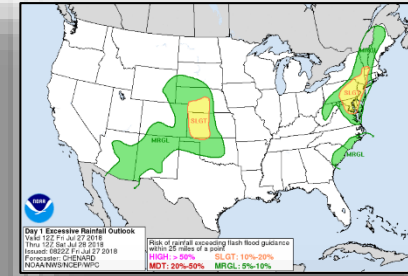 MRGL
SLGT
SLGT
MRGL
MRGL
NOAA
Day 1 Excessive Rainfall Outlook
Valid 12Z Fri Jul 27 2018
Thru 12Z Sat Jul 28 2018
Issued: 0822Z Fri Jul 27 2018
Forecaster: CHENARD
NOAA/NWS/NCEP/WPC
Risk of rainfall exceeding flash flood guidance
within 25 miles of a point
HIGH: > 50% SLGT: 10%-20%
MDT: 20%-50% MRGL: 5%-10%